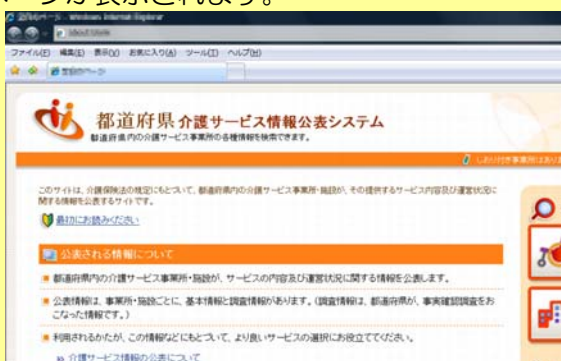 ページが表示されます。
Windows Internet Explorer
ファイル(F) 編集(E) 表示(V) お気に入り(A) ツール(T) ヘルプ(H)
都道府県介護サービス情報公表システム
都道府県内の介護サービス事業所の各種情報を検索できます。
しおり付き事業所はありま
このサイトは、介護保険法の規定にもとづいて、都道府県内の介護サービス事業所・施設が、その提供するサービス内容及び運営状況に
関する情報を公表するサイトです。
最初にお読みください
公表される情報について
都道府県内の介護サービス事業所・施設が、サービスの内容及び運営状況に関する情報を公表します。
公表情報は、事業所・施設ごとに、基本情報と調査情報があります。(調査情報は、都道府県が、事実確認調査をお
こなった情報です。)
利用されるかたが、この情報などにもとづいて、より良いサービスの選択にお役立てください。
介護サービス情報の公表について